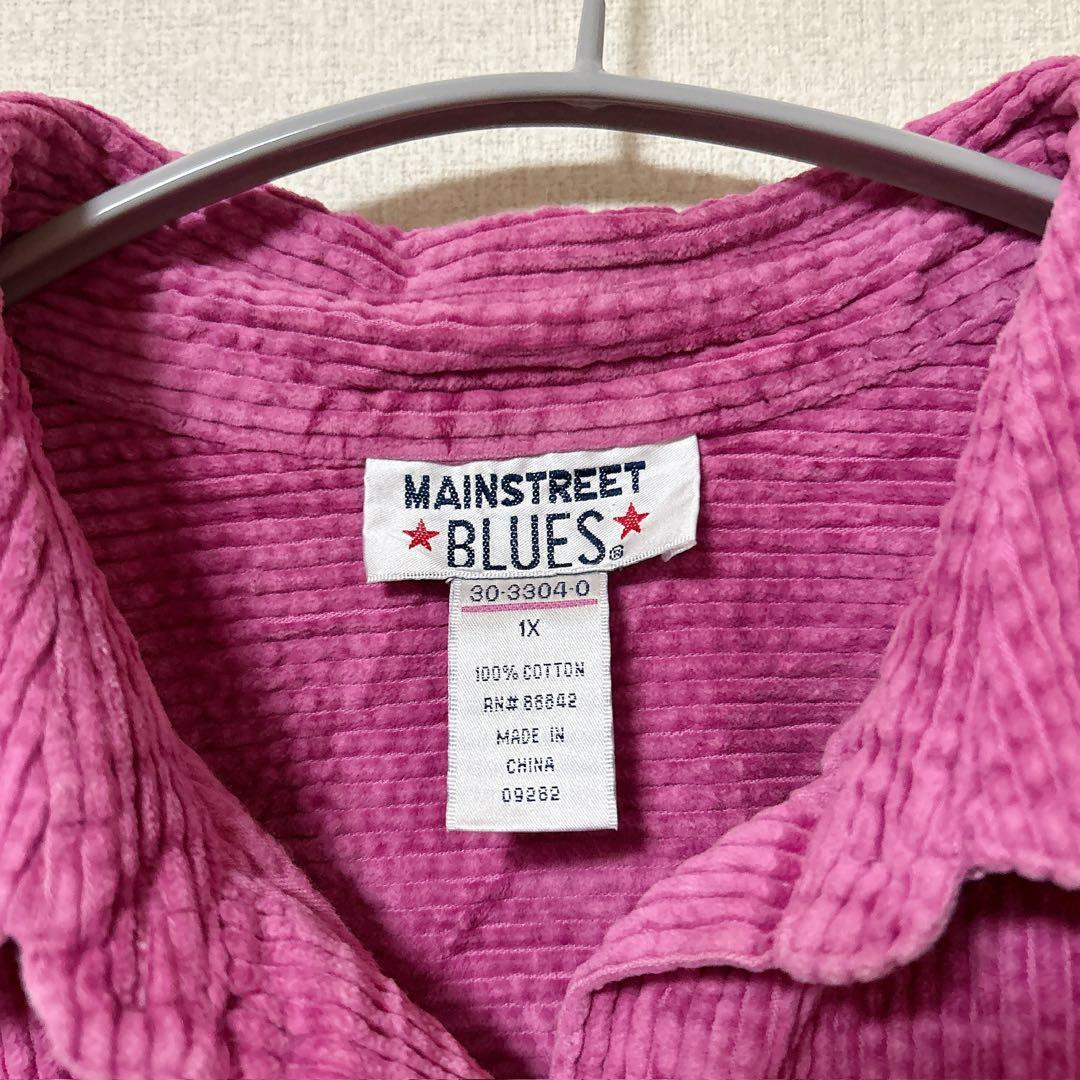 MAINSTREET
★BLUES®★
30-3304-0
1X
100% COTTON
RN# 88842
MADE IN
CHINA
09282